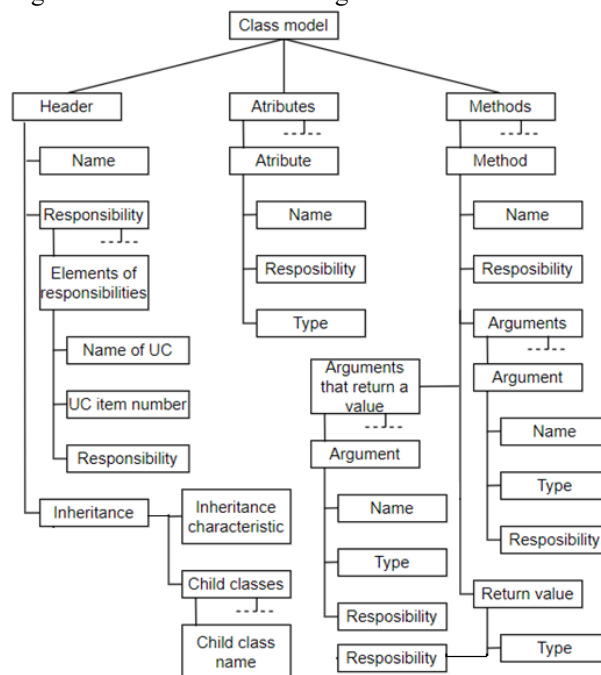 Class model
Header
Name
Responsibility
Elements of
responsibilities
Name of UC
UC item number
Responsibility
Inheritance
Inheritance
characteristic
Child classes
Child class
name
Atributes
Atribute
Name
Resposibility
Type
Methods
Method
Name
Resposibility
Arguments
Argument
Name
Type
Resposibility
Arguments
that return a
value
Argument
Name
Type
Resposibility
Return value
Type
Resposibility